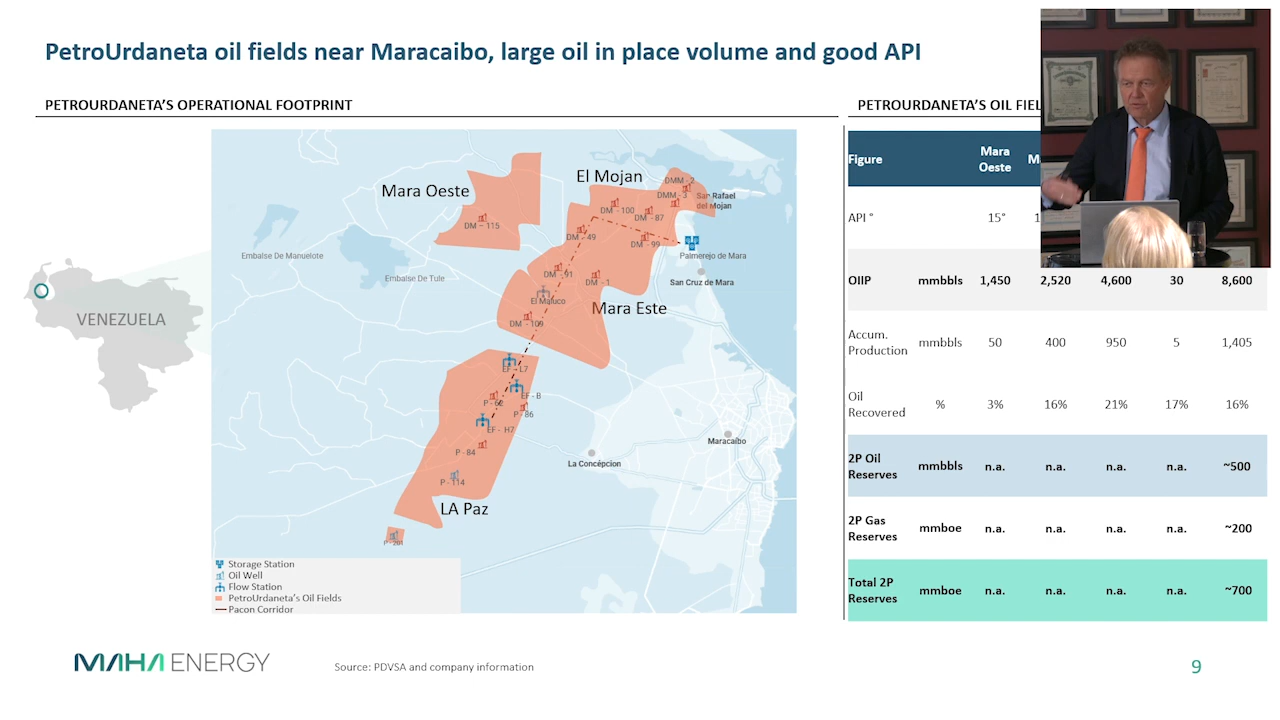 PetroUrdaneta oil fields near Maracaibo, large oil in place volume and good API
PETROURDANETA'S OPERATIONAL FOOTPRINT
VENEZUELA
Mara Oeste
DM – 115
El Mojan
DMM - 2
DMM - 3
San Rafael
del Mojan
DM - 100
DM - 87
DM - 49
DM - 99
Palmerejo de Mara
Embalse De Manuelote
Embalse De Tule
DM - 91
DM - 1
San Cruz de Mara
El Maluco
Mara Este
DM - 109
EF - L7
EF - B
P - 62
P - 86
EF - H7
P - 84
P - 114
LA Paz
La Concépcion
Maracaibo
Storage Station
Oil Well
Flow Station
PetroUrdaneta's Oil Fields
Pacon Corridor
PETROURDANETA'S OIL
Figure Mara Oeste
API ° 15°
OIIP mmbbls 1,450 2,520 4,600 30 8,600
Accum. Production mmbbls 50 400 950 5 1,405
Oil Recovered % 3% 16% 21% 17% 16%
2P Oil Reserves mmbbls n.a. n.a. n.a. n.a. ~500
2P Gas Reserves mmboe n.a. n.a. n.a. n.a. ~200
Total 2P Reserves mmboe n.a. n.a. n.a. n.a. ~700
MAHA ENERGY
Source: PDVSA and company information
9